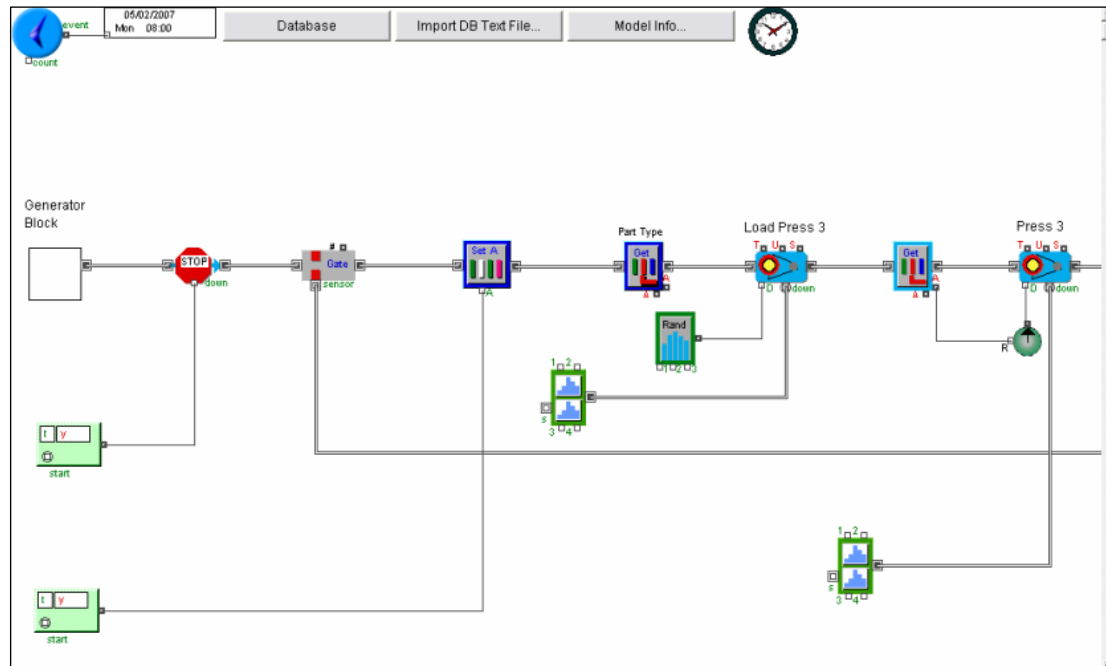 event
05/02/2007
Mon 08:00
Database
Import DB Text File...
Model Info...
count
Generator
Block
STOP
down
#
Gate
sensor
Set A
A
Part Type
Get
A
Δ
Load Press 3
T U S
D down
Get
A
Δ
Press 3
T U S
D down
Rand
1 2 3
R
1 2
s
3 4
t y
start
1 2
s
3 4
t y
start